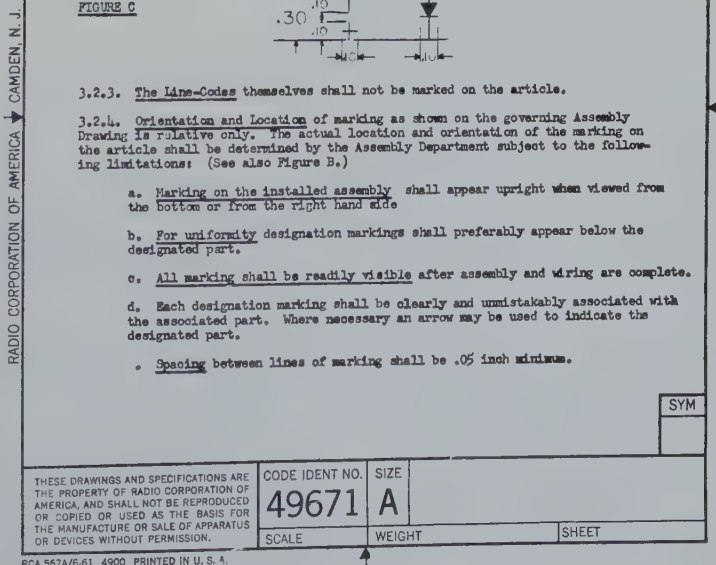 FIGURE C
.10
.30
.10
.10
.10
3.2.3. The Line-Codes themselves shall not be marked on the article.
3.2.4. Orientation and Location of marking as shown on the governing Assembly
Drawing is relative only. The actual location and orientation of the marking on
the article shall be determined by the Assembly Department subject to the follow-
ing limitations: (See also Figure B.)
a. Marking on the installed assembly shall appear upright when viewed from
the bottom or from the right hand side
b. For uniformity designation markings shall preferably appear below the
designated part.
c. All marking shall be readily visible after assembly and wiring are complete.
d. Each designation marking shall be clearly and unmistakably associated with
the associated part. Where necessary an arrow may be used to indicate the
designated part.
. Spacing between lines of marking shall be .05 inch minimum.
RADIO CORPORATION OF AMERICA CAMDEN, N. J.
SYM
THESE DRAWINGS AND SPECIFICATIONS ARE
THE PROPERTY OF RADIO CORPORATION OF
AMERICA, AND SHALL NOT BE REPRODUCED
OR COPIED OR USED AS THE BASIS FOR
THE MANUFACTURE OR SALE OF APPARATUS
OR DEVICES WITHOUT PERMISSION.
CODE IDENT NO.
49671
SIZE
A
SCALE
WEIGHT
SHEET
RCA 567A/6-61 4900 PRINTED IN U. S. A.